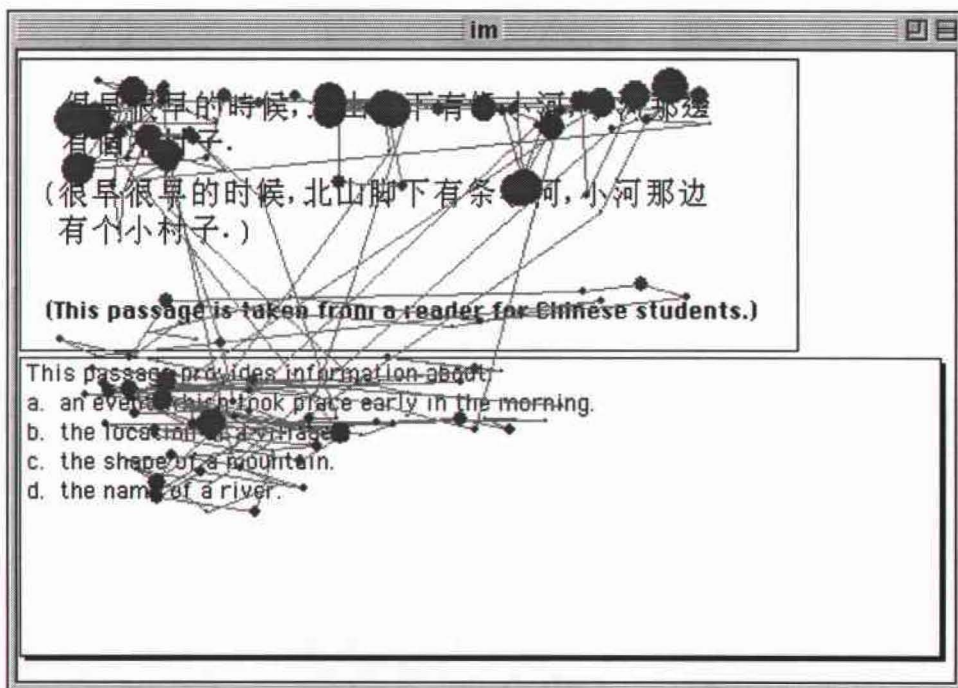 im
很早很早的時候, 北山下有條小河, 小河那邊
有個小村子.
(很早很早的时候, 北山脚下有条小河, 小河那边
有个小村子. )
(This passage is taken from a reader for Chinese students.)
This passage provides information about
a. an event which took place early in the morning.
b. the location of a village.
c. the shape of a mountain.
d. the name of a river.